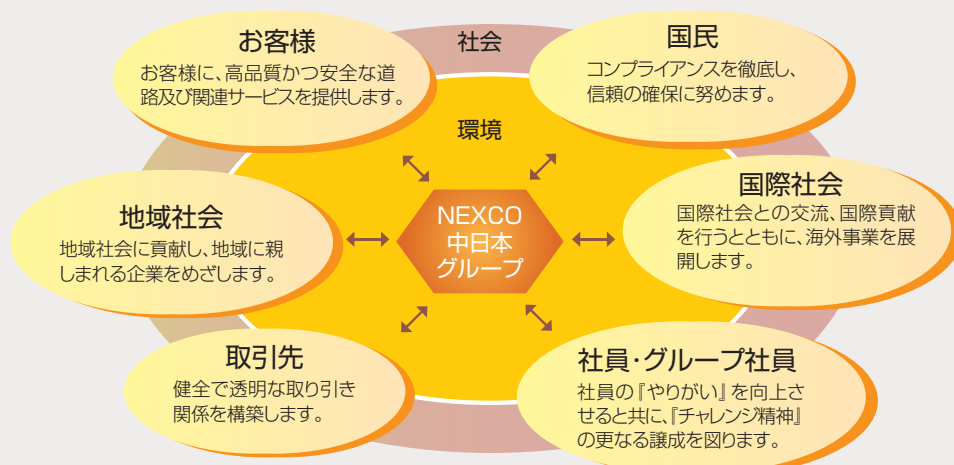 社会
お客様
お客様に、高品質かつ安全な道
路及び関連サービスを提供します。
国民
コンプライアンスを徹底し、
信頼の確保に努めます。
環境
地域社会
地域社会に貢献し、地域に親
しまれる企業をめざします。
NEXCO
中日本
グループ
国際社会
国際社会との交流、国際貢献
を行うとともに、海外事業を展
開します。
取引先
健全で透明な取り引き
関係を構築します。
社員・グループ社員
社員の『やりがい』を向上さ
せると共に、『チャレンジ精神』
の更なる譲成を図ります。